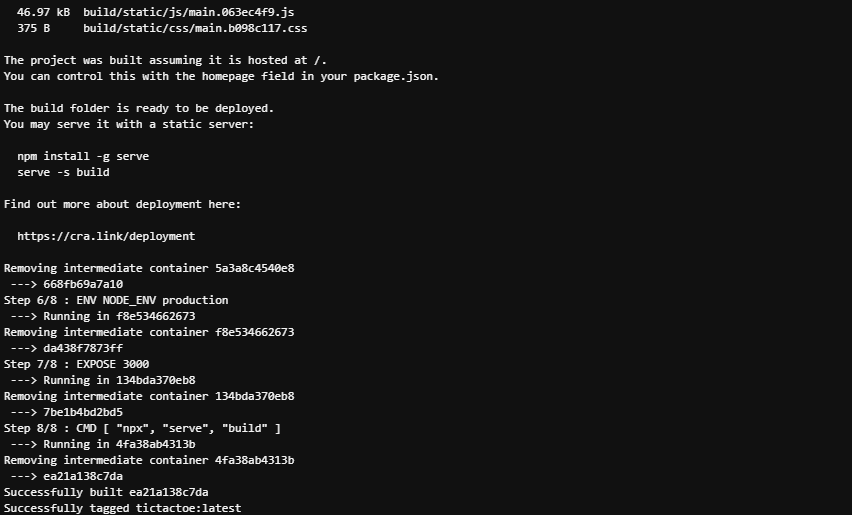 46.97 kB  build/static/js/main.063ec4f9.js
375 B     build/static/css/main.b098c117.css
The project was built assuming it is hosted at /.
You can control this with the homepage field in your package.json.
The build folder is ready to be deployed.
You may serve it with a static server:
npm install -g serve
serve -s build
Find out more about deployment here:
https://cra.link/deployment
Removing intermediate container 5a3a8c4540e8
---> 668fb69a7a10
Step 6/8 : ENV NODE_ENV production
---> Running in f8e534662673
Removing intermediate container f8e534662673
---> da438f7873ff
Step 7/8 : EXPOSE 3000
---> Running in 134bda370eb8
Removing intermediate container 134bda370eb8
---> 7be1b4bd2bd5
Step 8/8 : CMD [ "npx", "serve", "build" ]
---> Running in 4fa38ab4313b
Removing intermediate container 4fa38ab4313b
---> ea21a138c7da
Successfully built ea21a138c7da
Successfully tagged tictactoe:latest